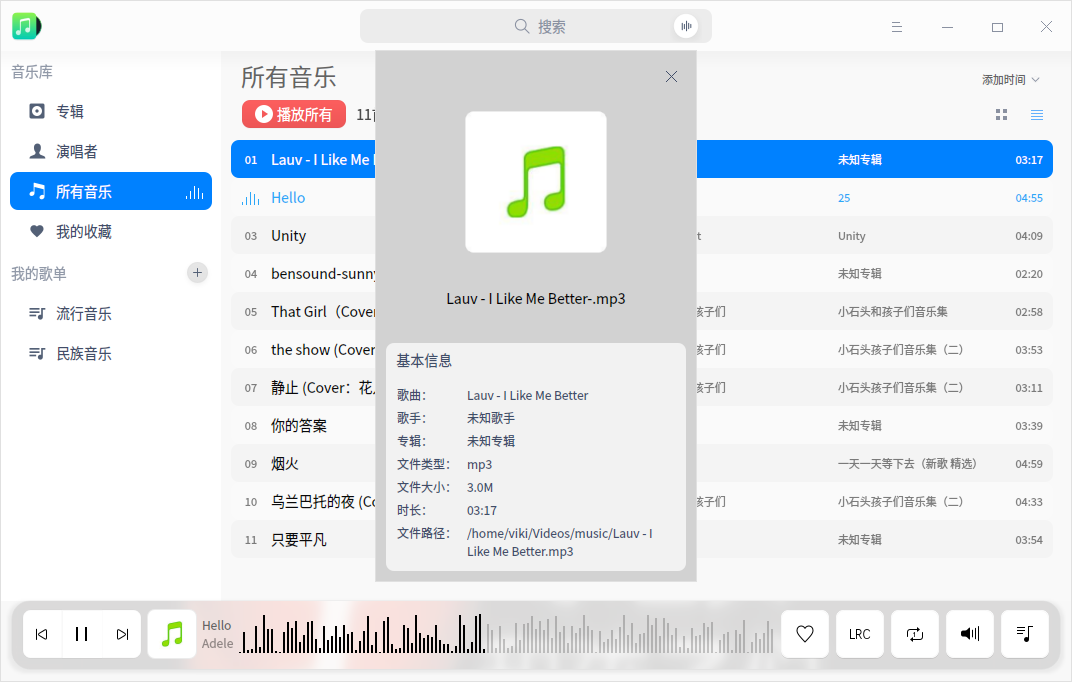 搜索
音乐库
专辑
演唱者
所有音乐
我的收藏
我的歌单
流行音乐
民族音乐
所有音乐
添加时间
播放所有
11
01 Lauv - I Like Me 未知专辑 03:17
Hello 25 04:55
03 Unity Unity 04:09
04 bensound-sunny 未知专辑 02:20
05 That Girl（Cover 孩子们 小石头和孩子们音乐集 02:58
06 the show (Cover 孩子们 小石头孩子们音乐集（二） 03:53
07 静止 (Cover：花 孩子们 小石头孩子们音乐集（二） 03:11
08 你的答案 未知专辑 03:39
09 烟火 一天一天等下去（新歌 精选） 04:59
10 乌兰巴托的夜 (Co 孩子们 小石头孩子们音乐集（二） 04:33
11 只要平凡 未知专辑 03:54
Lauv - I Like Me Better-.mp3
基本信息
歌曲： Lauv - I Like Me Better
歌手： 未知歌手
专辑： 未知专辑
文件类型： mp3
文件大小： 3.0M
时长： 03:17
文件路径： /home/viki/Videos/music/Lauv - I
Like Me Better.mp3
Hello
Adele
LRC